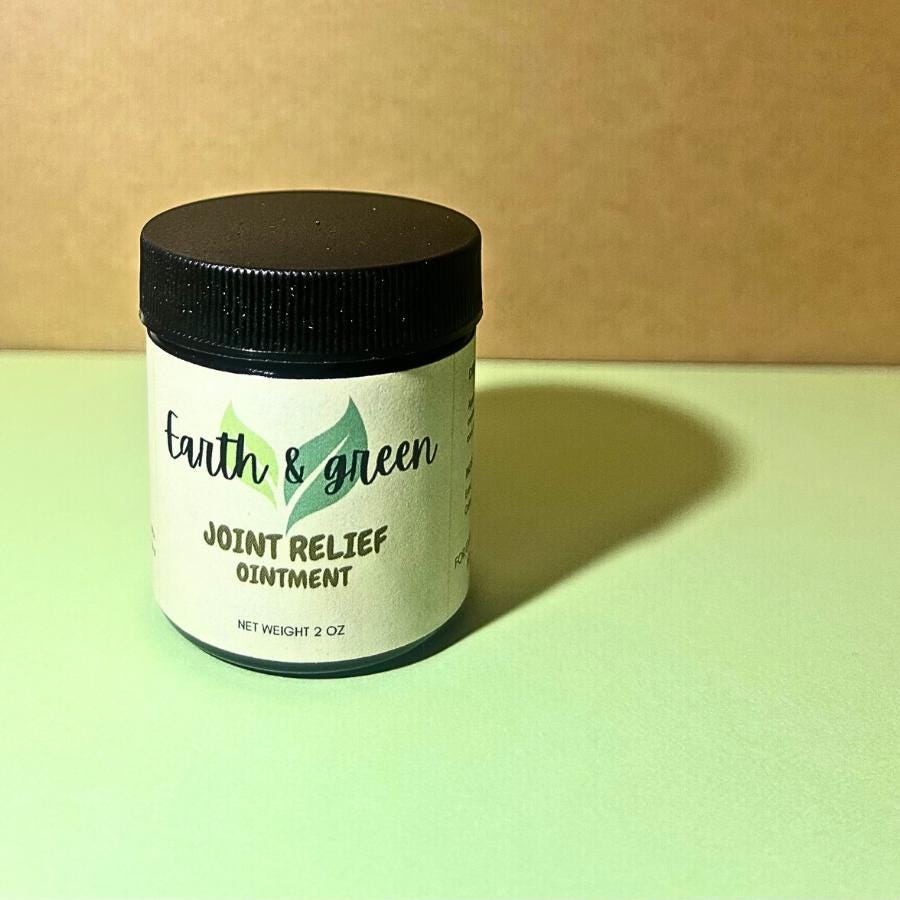 Earth & green
JOINT RELIEF
OINTMENT
NET WEIGHT 2 OZ